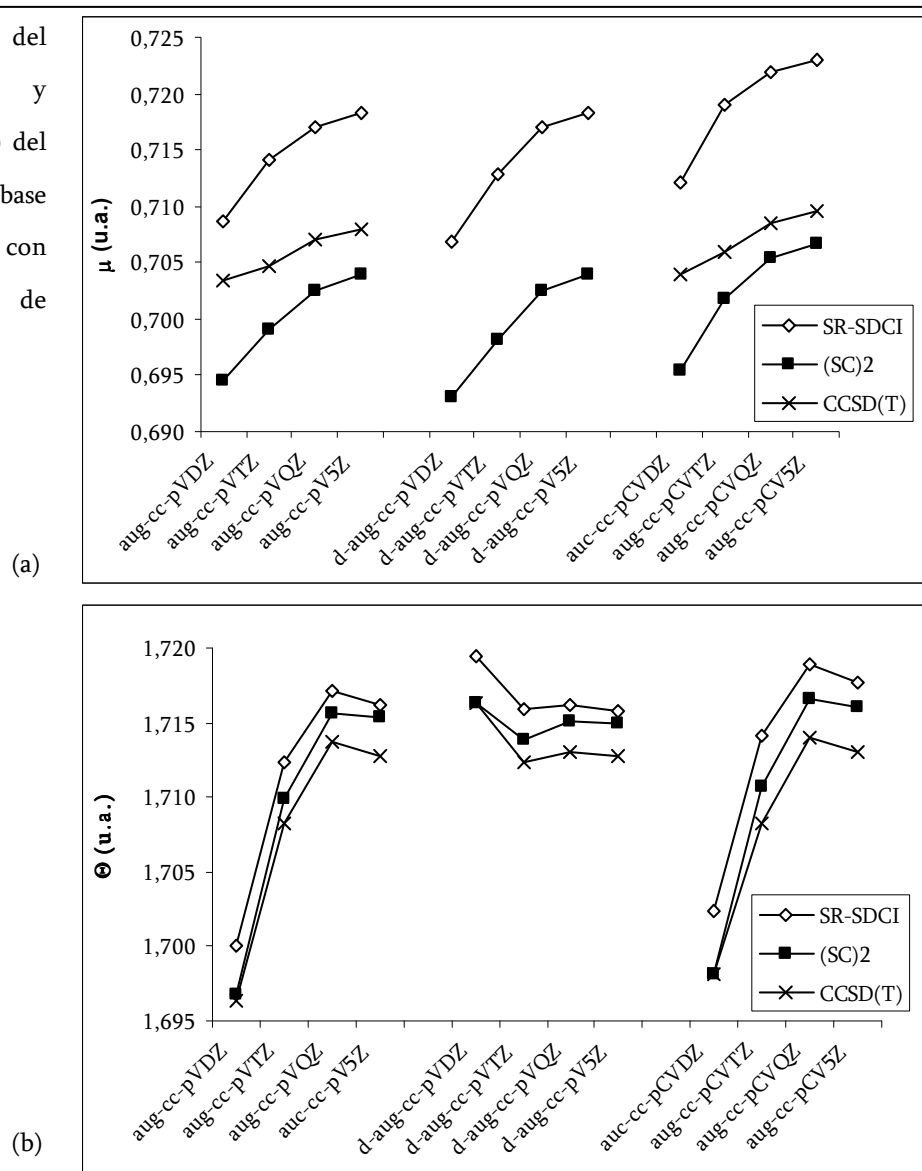 del
y
del
base
con
de
0,725
0,720
0,715
0,710
0,705
0,700
0,695
0,690
μ (u.a.)
SR-SDCI
(SC)2
CCSD(T)
aug-cc-pVDZ
aug-cc-pVTZ
aug-cc-pVQZ
aug-cc-pV5Z
d-aug-cc-pVDZ
d-aug-cc-pVTZ
d-aug-cc-pVQZ
d-aug-cc-pV5Z
auc-cc-pCVDZ
aug-cc-pCVTZ
aug-cc-pCVQZ
aug-cc-pCV5Z
(a)
1,720
1,715
1,710
1,705
1,700
1,695
Θ (u.a.)
SR-SDCI
(SC)2
CCSD(T)
aug-cc-pVDZ
aug-cc-pVTZ
aug-cc-pVQZ
auc-cc-pV5Z
d-aug-cc-pVDZ
d-aug-cc-pVTZ
d-aug-cc-pVQZ
d-aug-cc-pV5Z
auc-cc-pCVDZ
aug-cc-pCVTZ
aug-cc-pCVQZ
aug-cc-pCV5Z
(b)